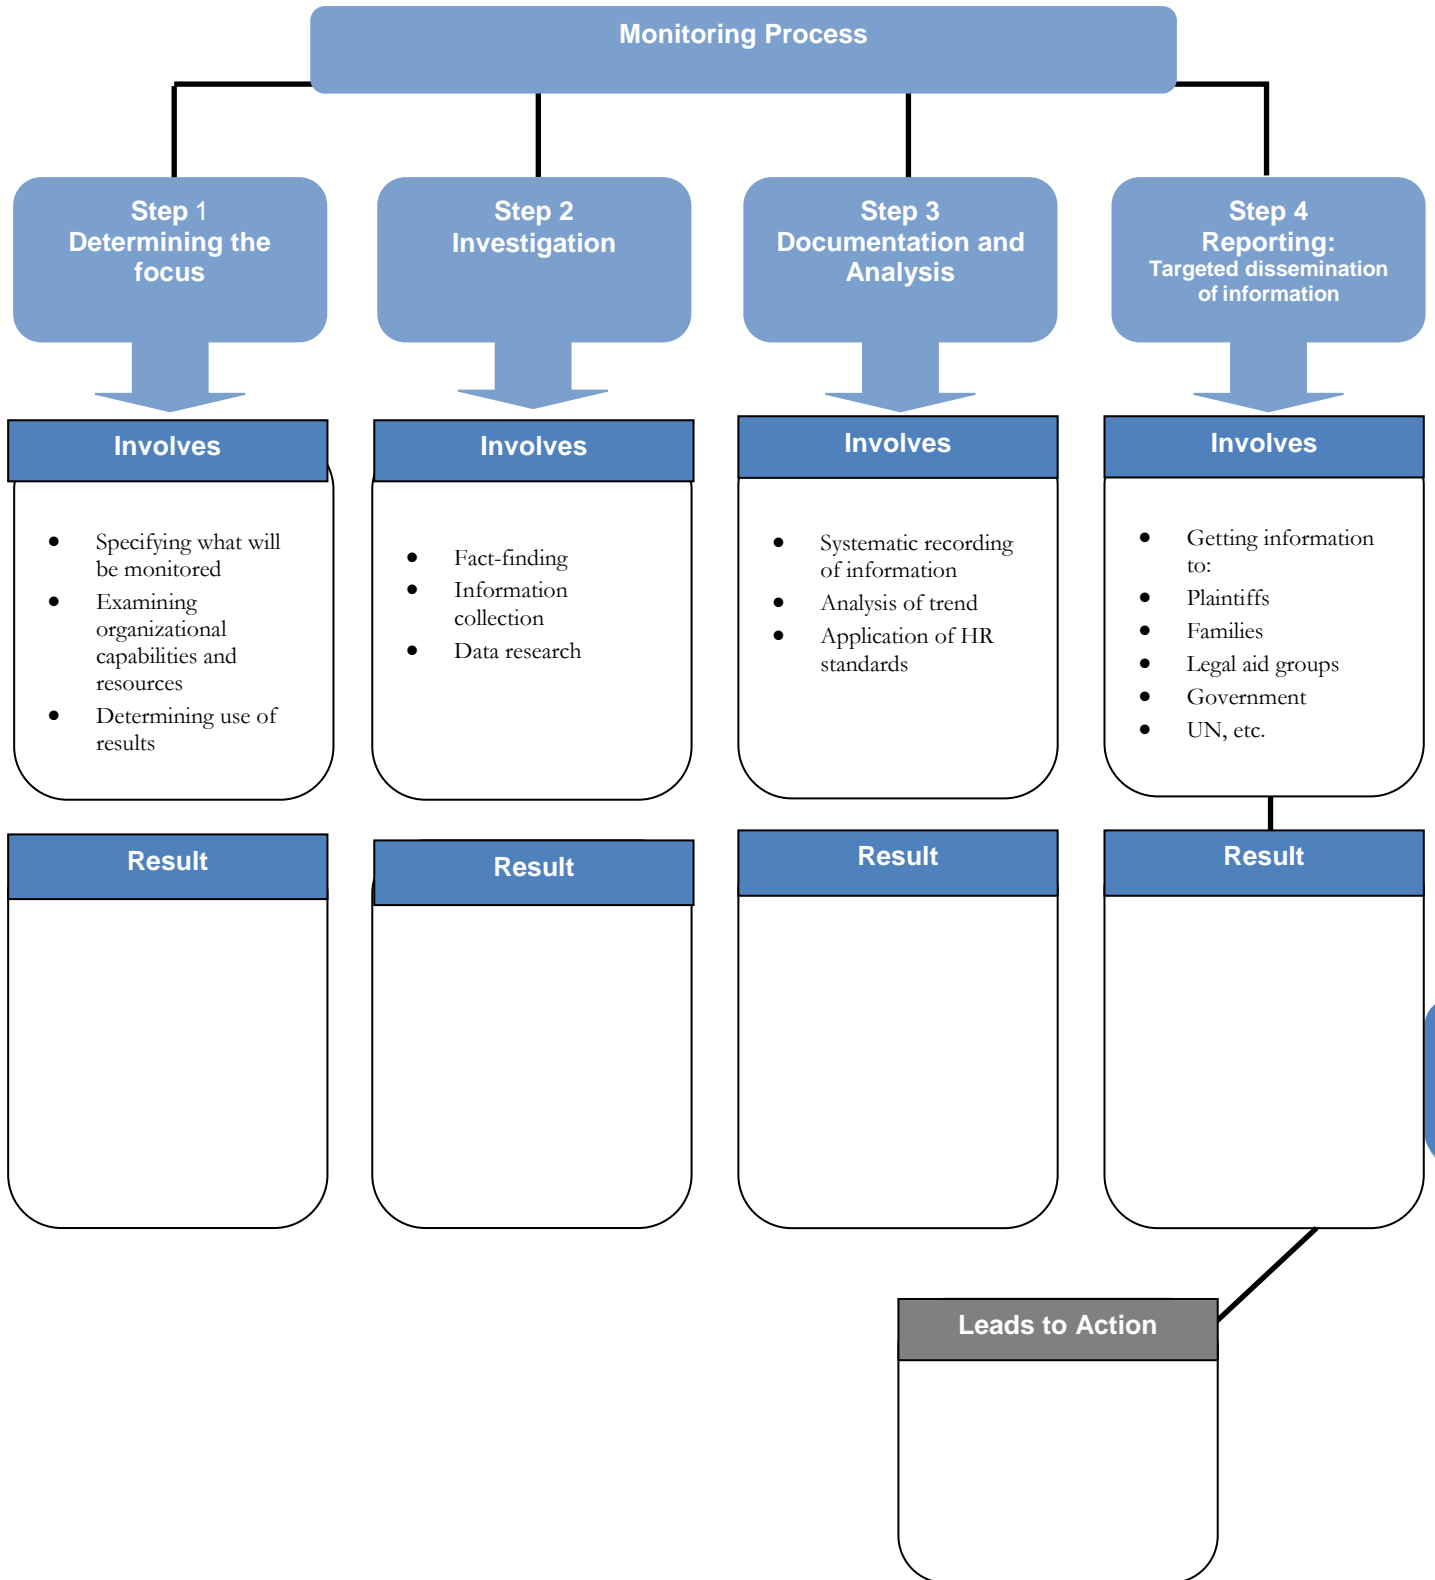 Monitoring Process
Step 1
Determining the
focus
Step 2
Investigation
Step 3
Documentation and
Analysis
Step 4
Reporting:
Targeted dissemination
of information
Involves
• Specifying what will
be monitored
• Examining
organizational
capabilities and
resources
• Determining use of
results
Involves
• Fact-finding
• Information
collection
• Data research
Involves
• Systematic recording
of information
• Analysis of trend
• Application of HR
standards
Involves
• Getting information
to:
• Plaintiffs
• Families
• Legal aid groups
• Government
• UN, etc.
Result
Result
Result
Result
Leads to Action